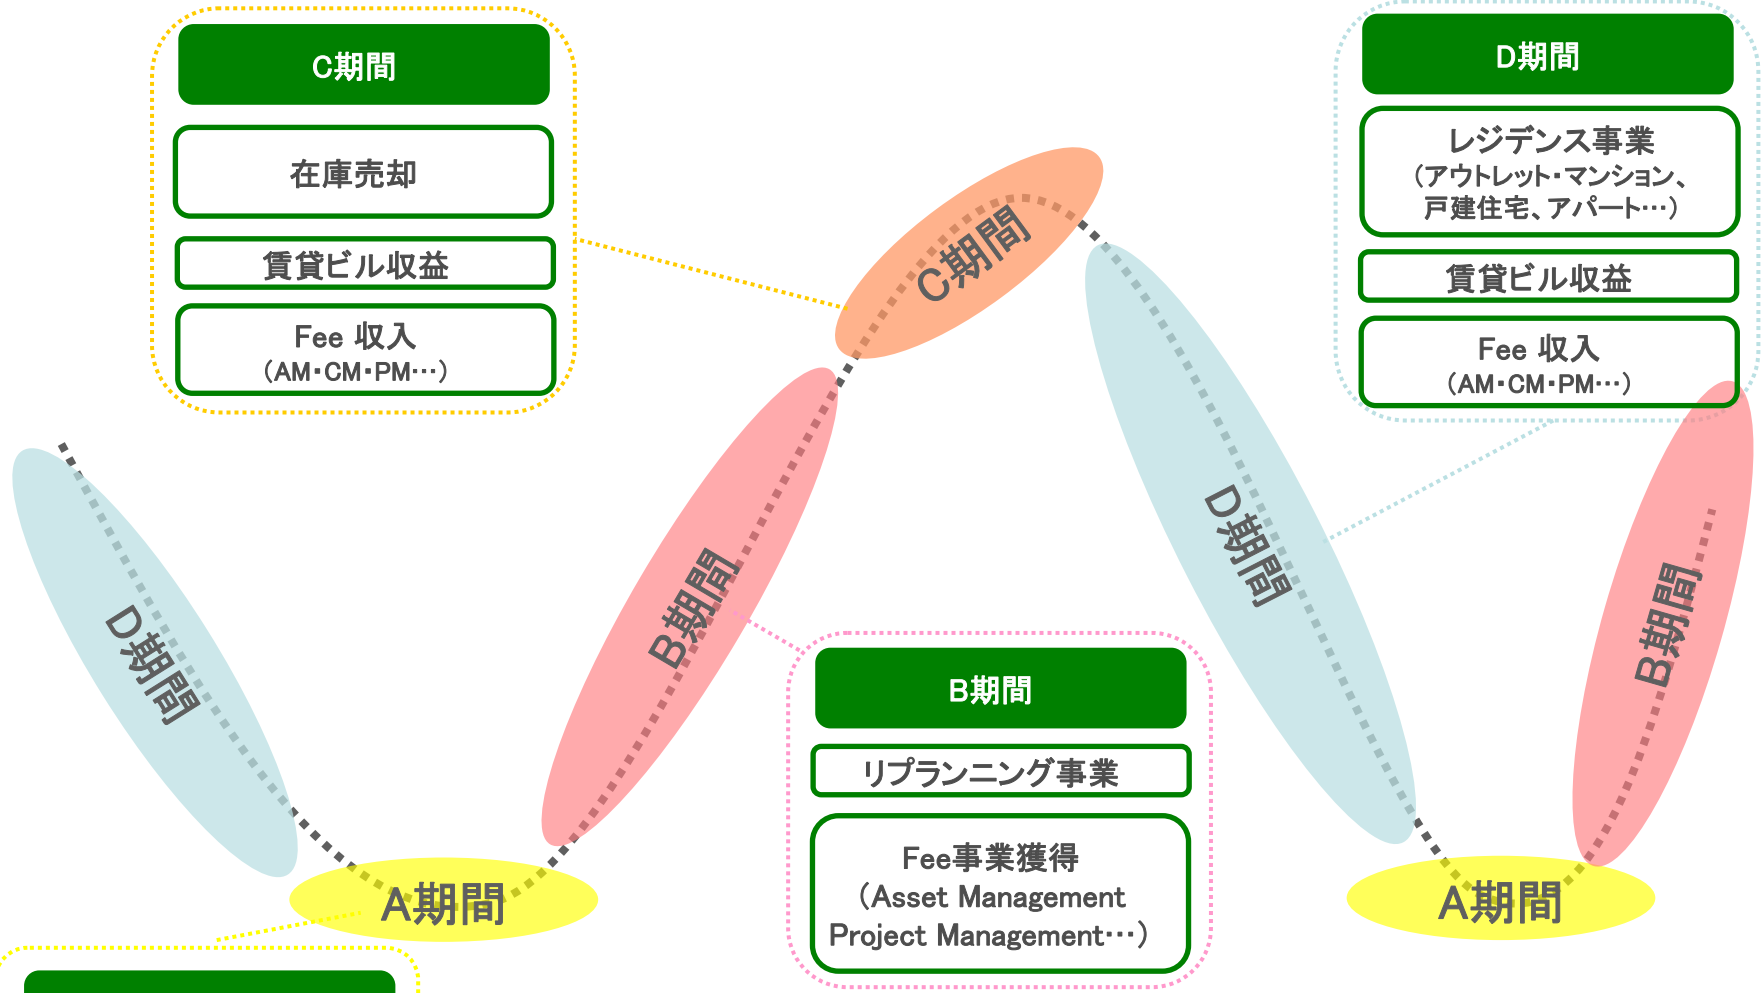 C期間
在庫売却
賃貸ビル収益
Fee 収入
（AM・CM・PM…）
D期間
レジデンス事業
（アウトレット・マンション、
戸建住宅、アパート…）
賃貸ビル収益
Fee 収入
（AM・CM・PM…）
C期間
D期間
B期間
D期間
B期間
B期間
リプランニング事業
Fee事業獲得
（Asset Management
Project Management…）
A期間
A期間